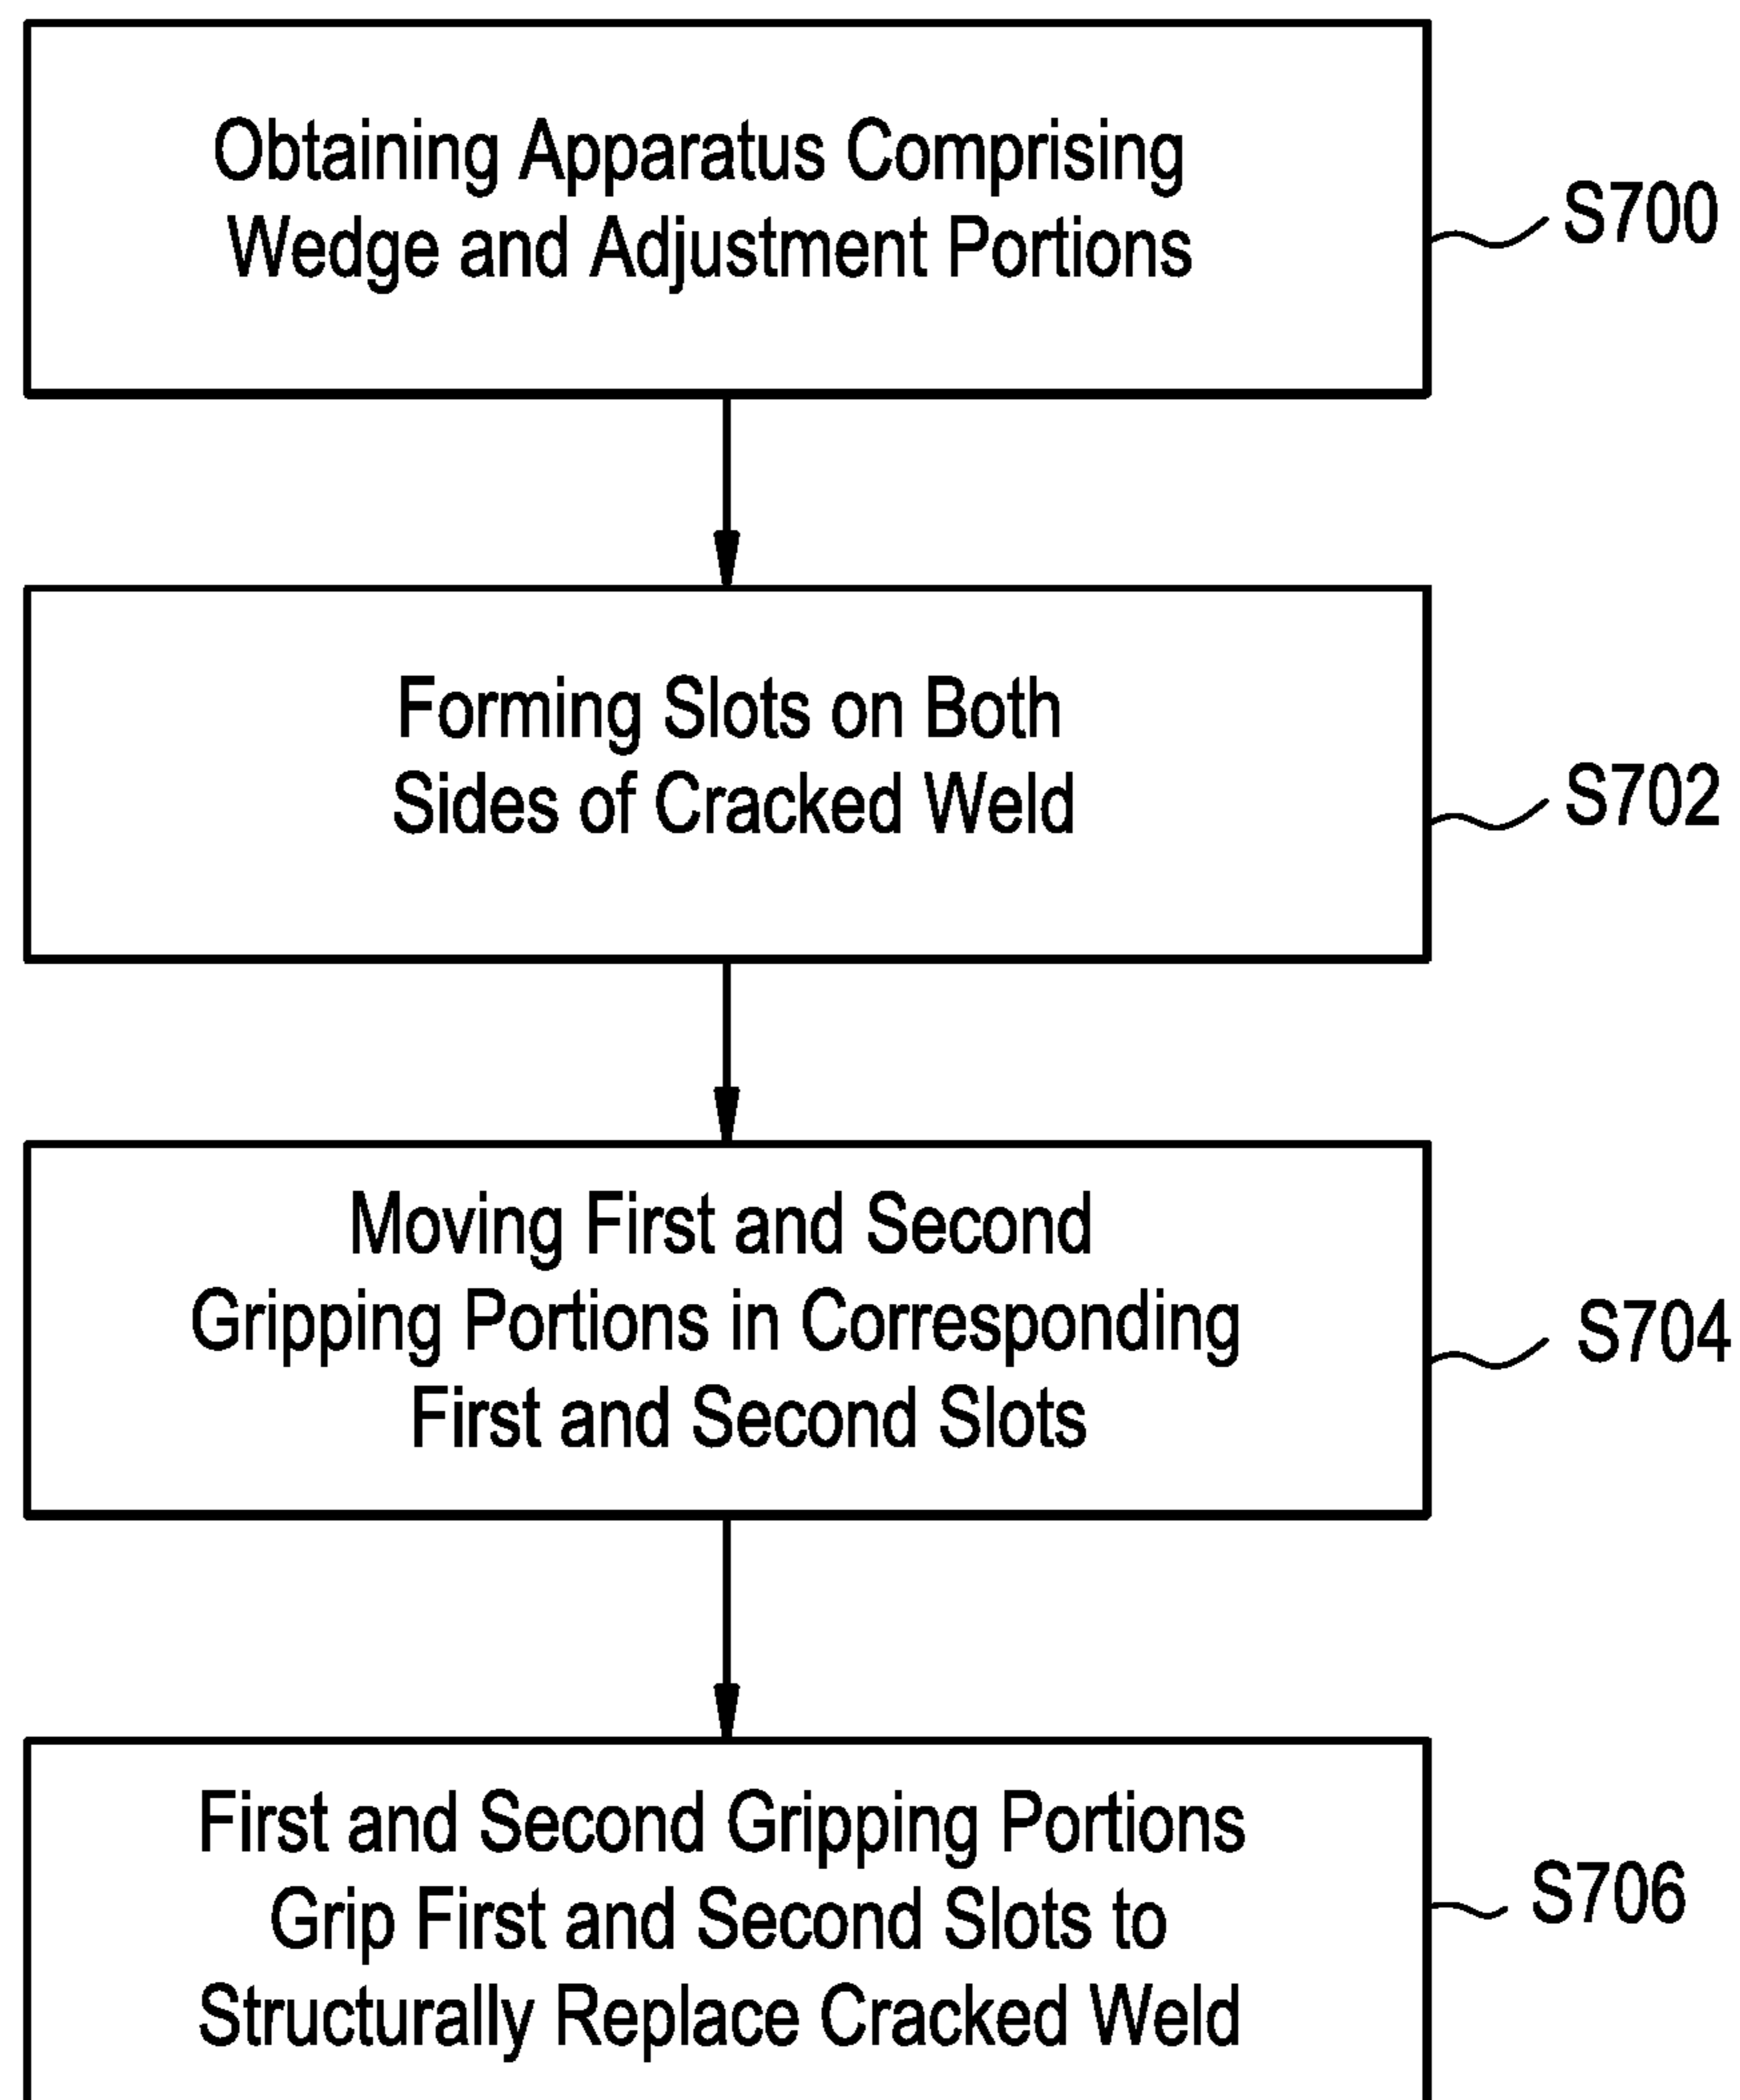 Obtaining Apparatus Comprising
Wedge and Adjustment Portions
S700
Forming Slots on Both
Sides of Cracked Weld
S702
Moving First and Second
Gripping Portions in Corresponding
First and Second Slots
S704
First and Second Gripping Portions
Grip First and Second Slots to
Structurally Replace Cracked Weld
S706